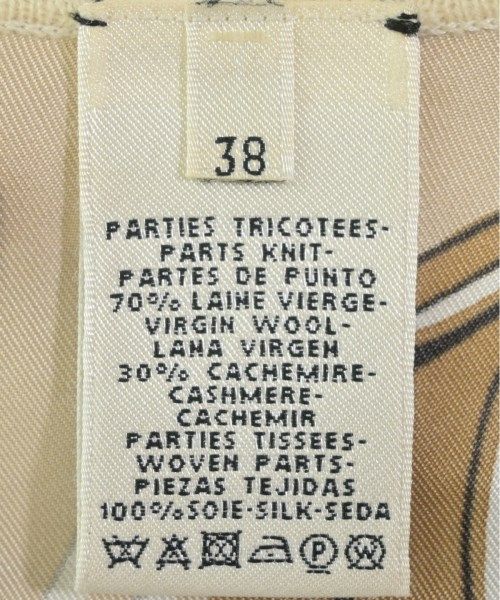 38
PARTIES TRICOTEES-
PARTS KNIT-
PARTES DE PUNTO
70% LAINE VIERGE-
VIRGIN WOOL-
LANA VIRGEN
30% CACHEMIRE-
CASHMERE-
CACHEMIR
PARTIES TISSEES-
WOVEN PARTS-
PIEZAS TEJIDAS
100%SOIE-SILK-SEDA
P W